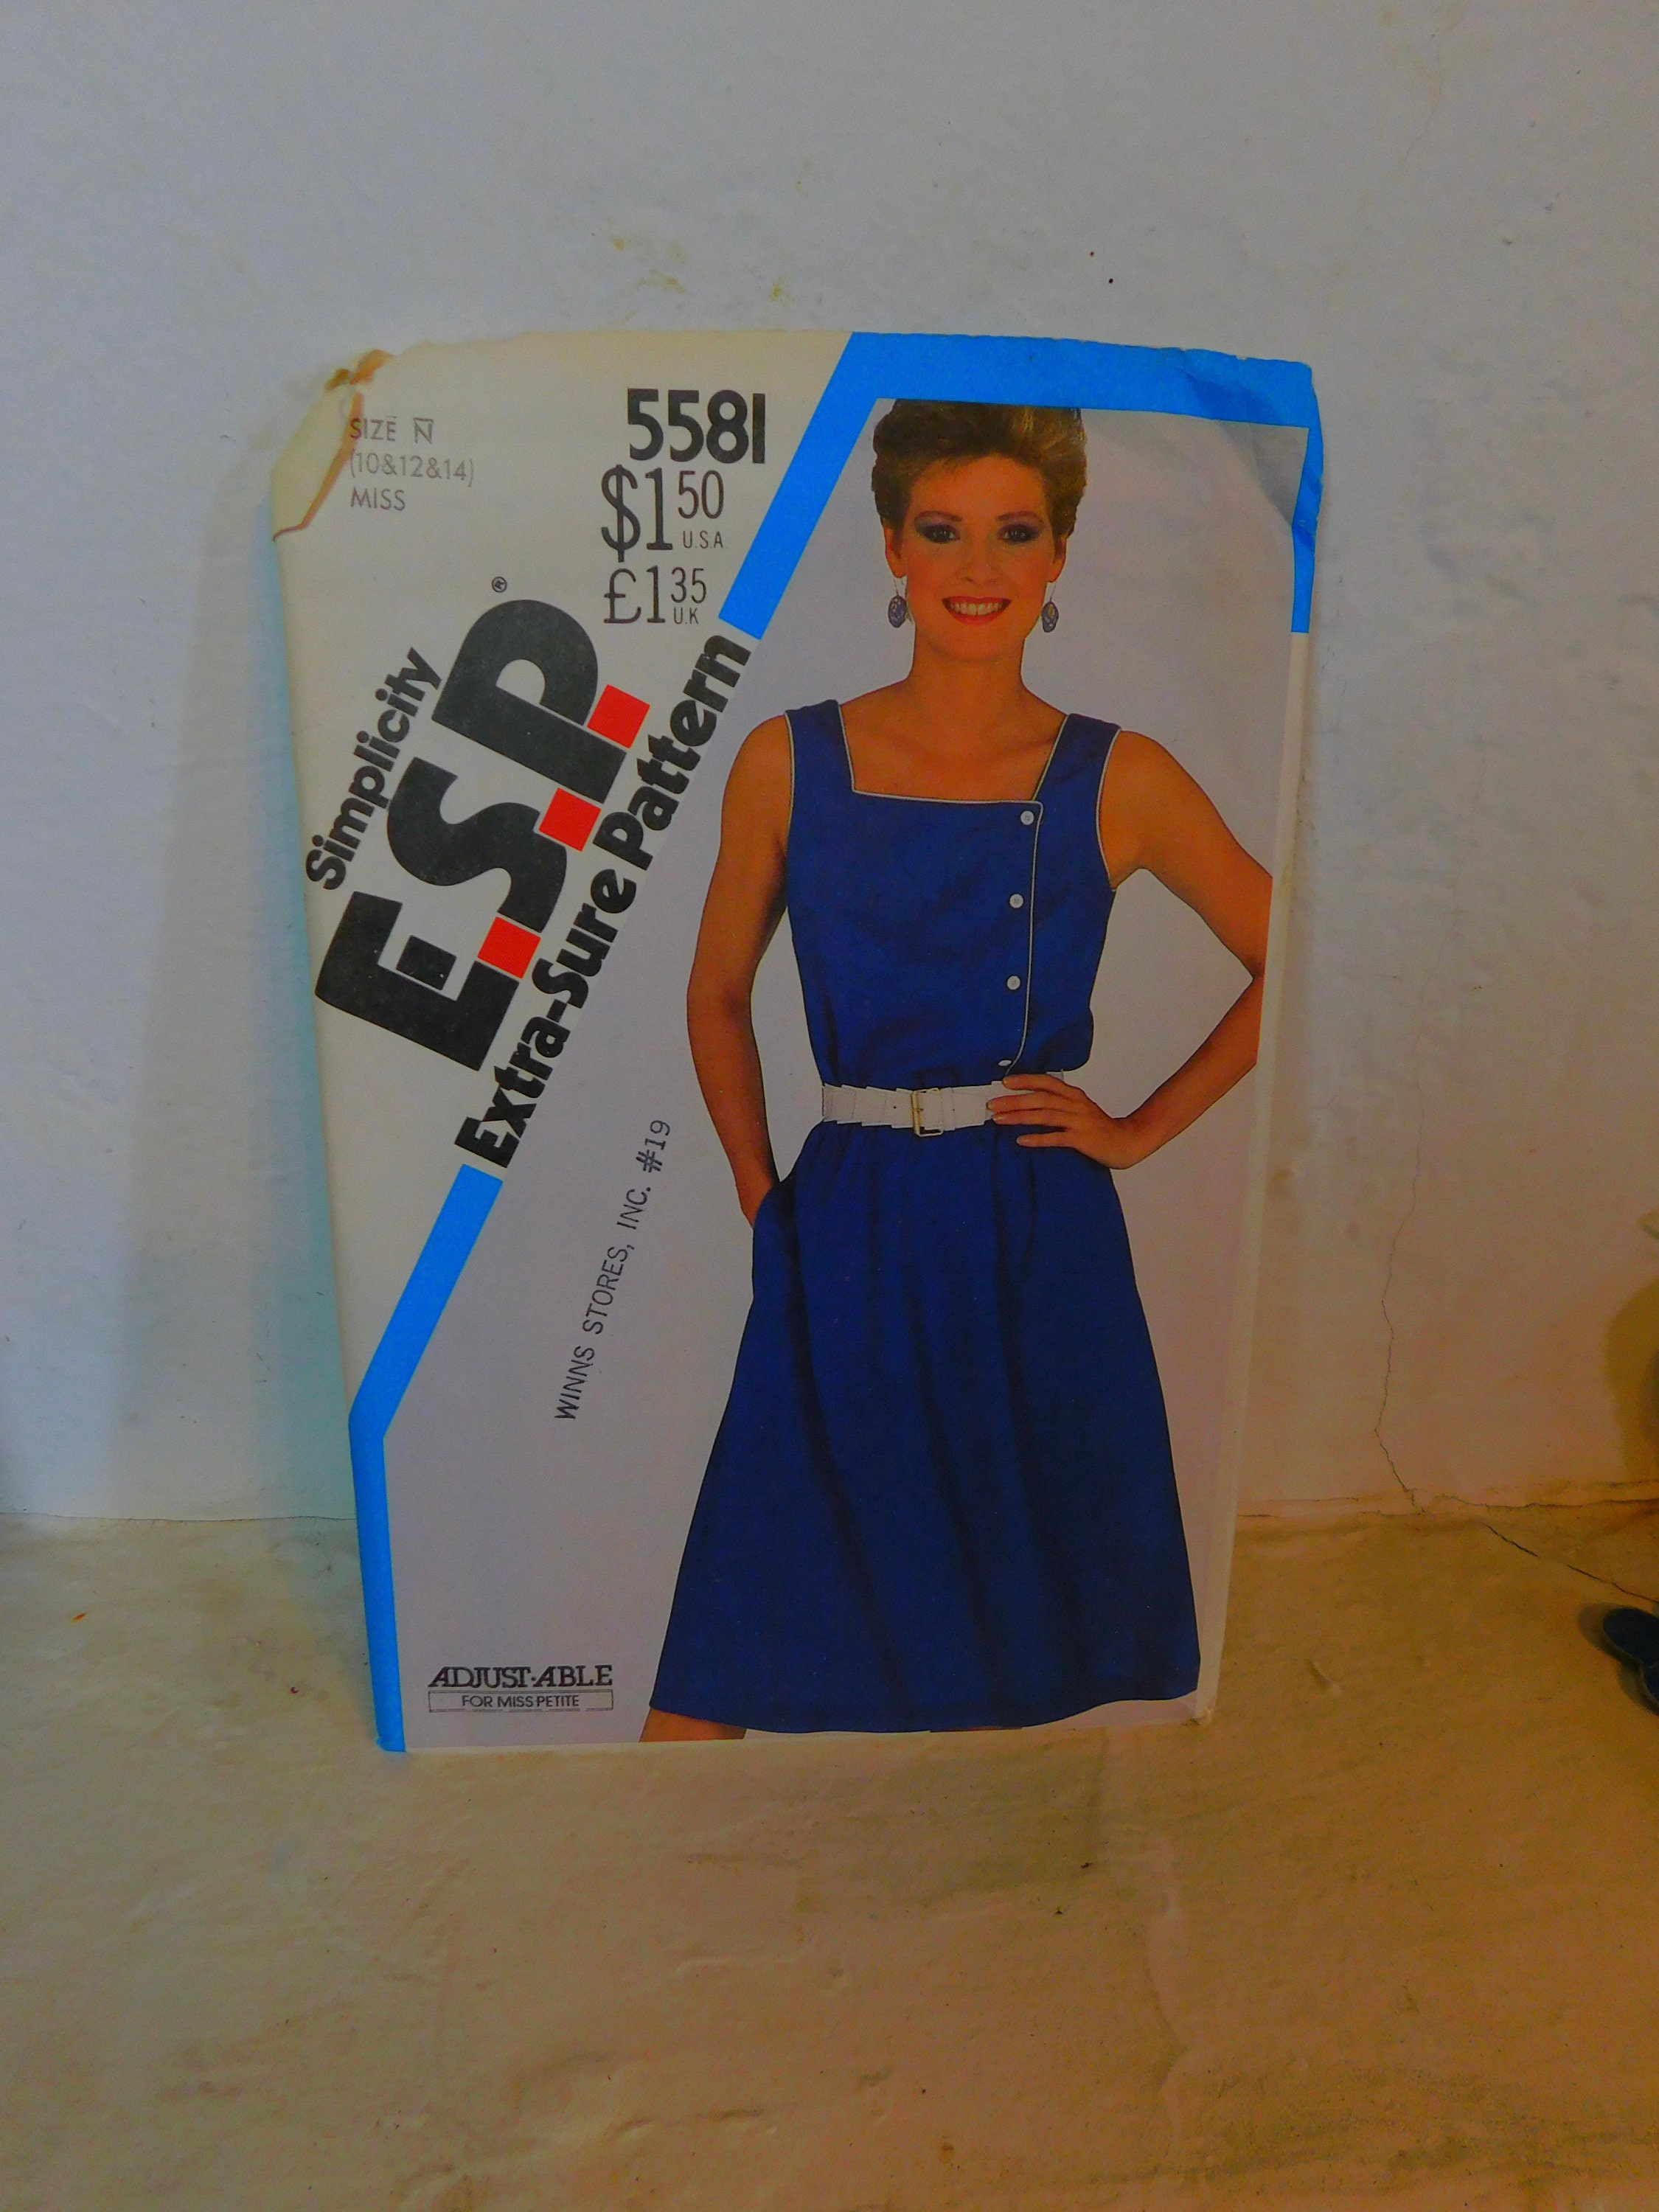 SIZE N
(10&12&14)
MISS
5581
$1.50
U.S.A.
£1.35
U.K.
Simplicity
®
E.S.P.
Extra-Sure Pattern
WINNS STORES, INC. #19
ADJUST·ABLE
FOR MISS PETITE